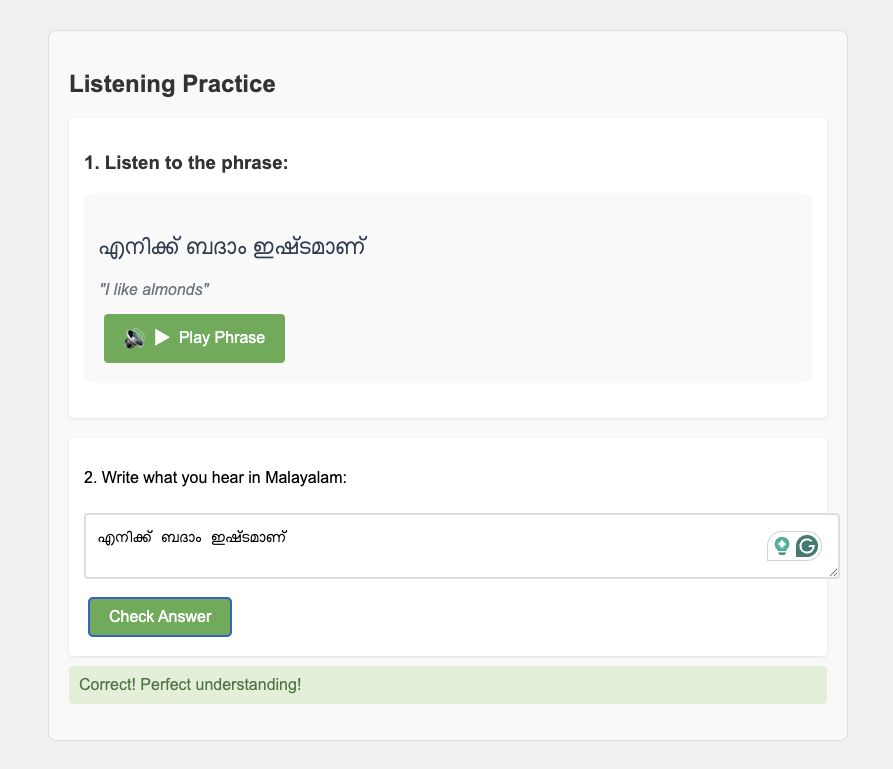 Listening Practice
1. Listen to the phrase:
എനിക്ക് ബദാം ഇഷ്ടമാണ്
"I like almonds"
Play Phrase
2. Write what you hear in Malayalam:
എനിക്ക് ബദാം ഇഷ്ടമാണ്
Check Answer
Correct! Perfect understanding!